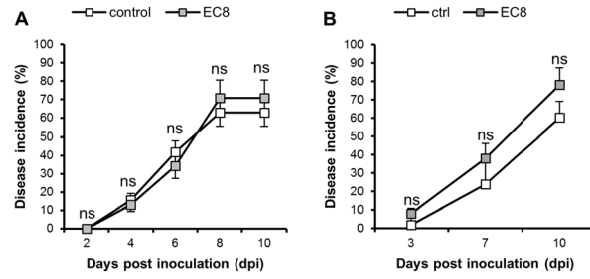 A
control EC8
Disease incidence (%)
100
90
80
70
60
50
40
30
20
10
0
ns
ns
ns
ns
ns
2 4 6 8 10
Days post inoculation (dpi)
B
ctrl EC8
Disease incidence (%)
100
90
80
70
60
50
40
30
20
10
0
ns
ns
ns
3 7 10
Days post inoculation (dpi)